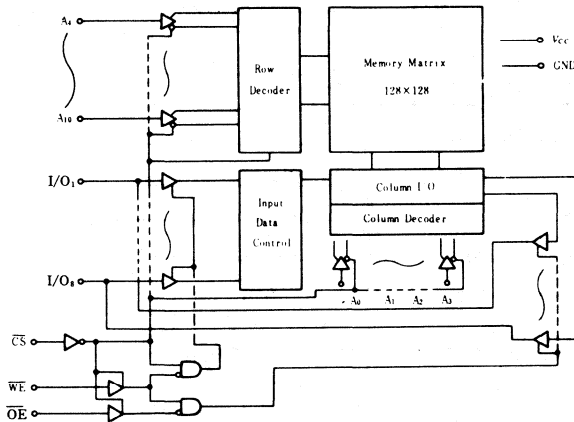 A4
A10
Row
Decoder
Memory Matrix
128×128
Vcc
GND
I/O1
I/O8
Input
Data
Control
Column I/O
Column Decoder
A0 A1 A2 A3
CS
WE
OE